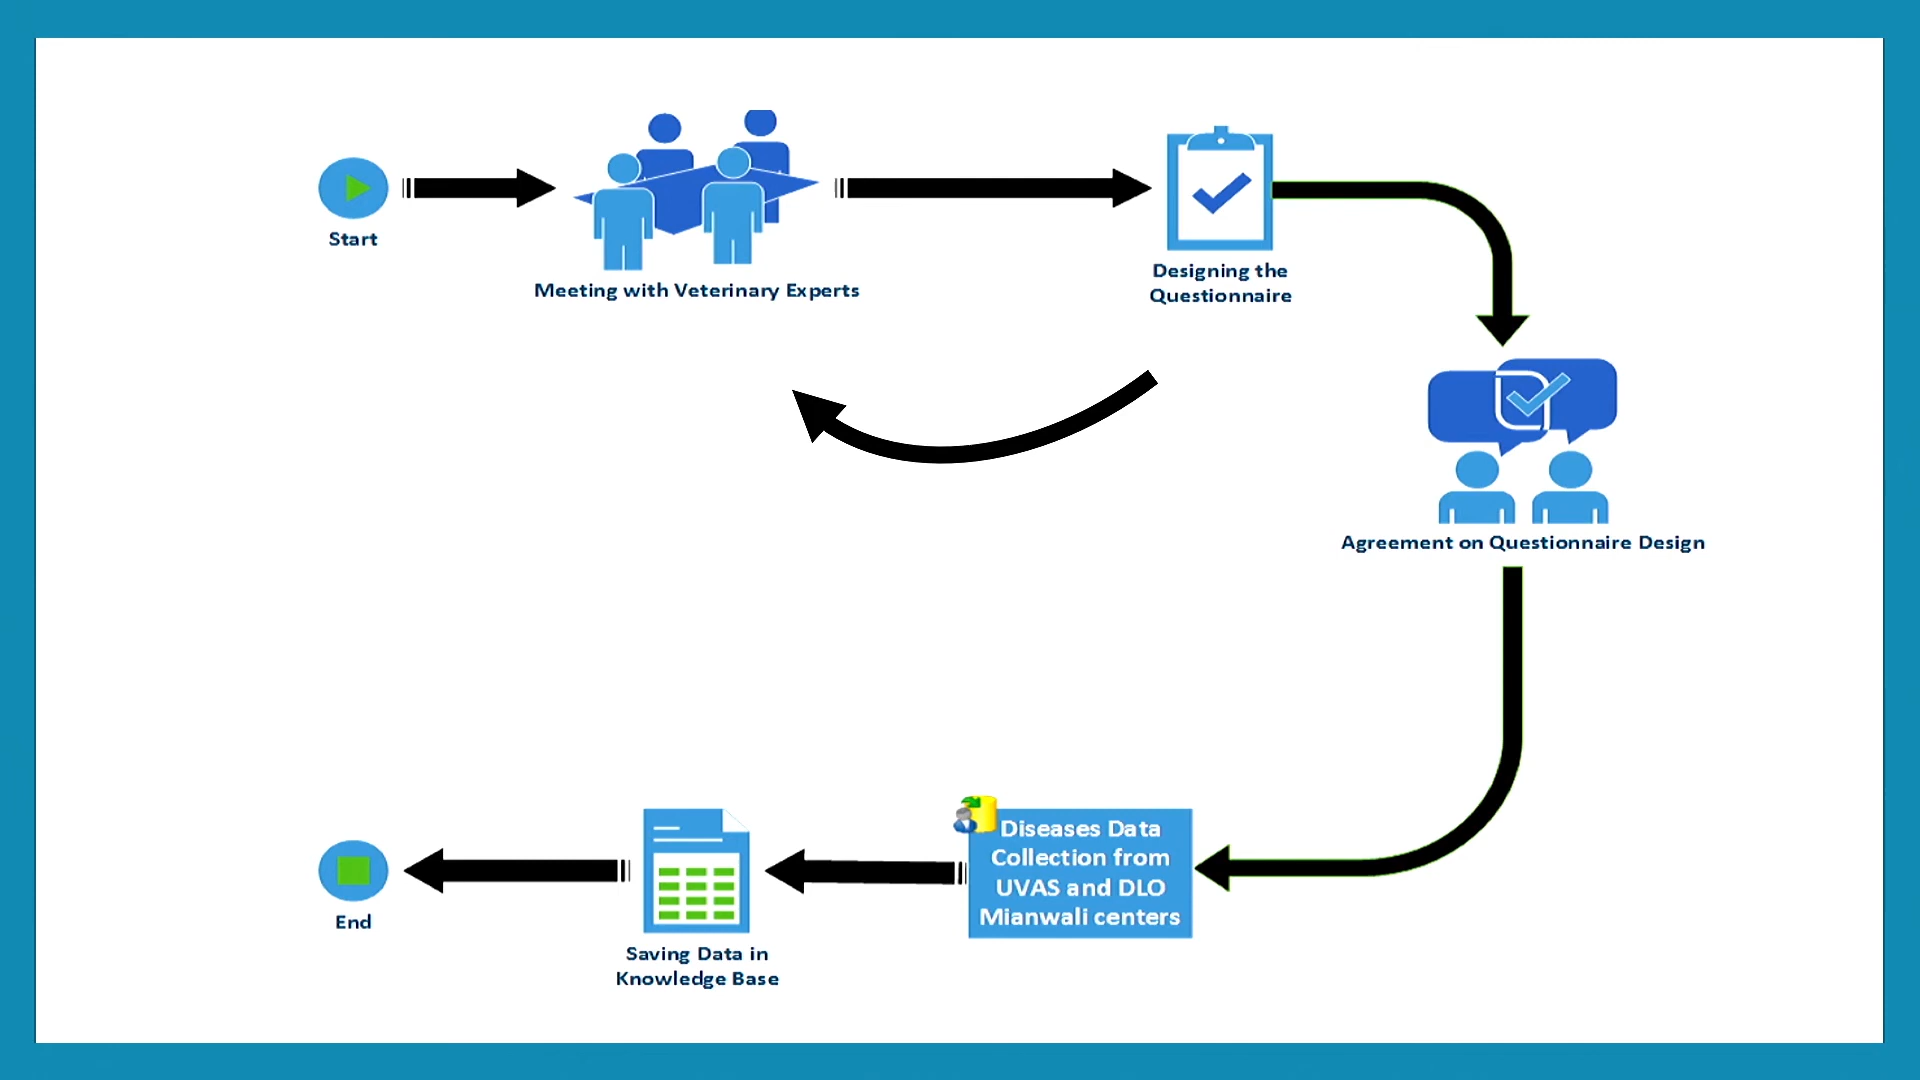 Start
Meeting with Veterinary Experts
Designing the
Questionnaire
Agreement on Questionnaire Design
Diseases Data
Collection from
UVAS and DLO
Mianwali centers
Saving Data in
Knowledge Base
End